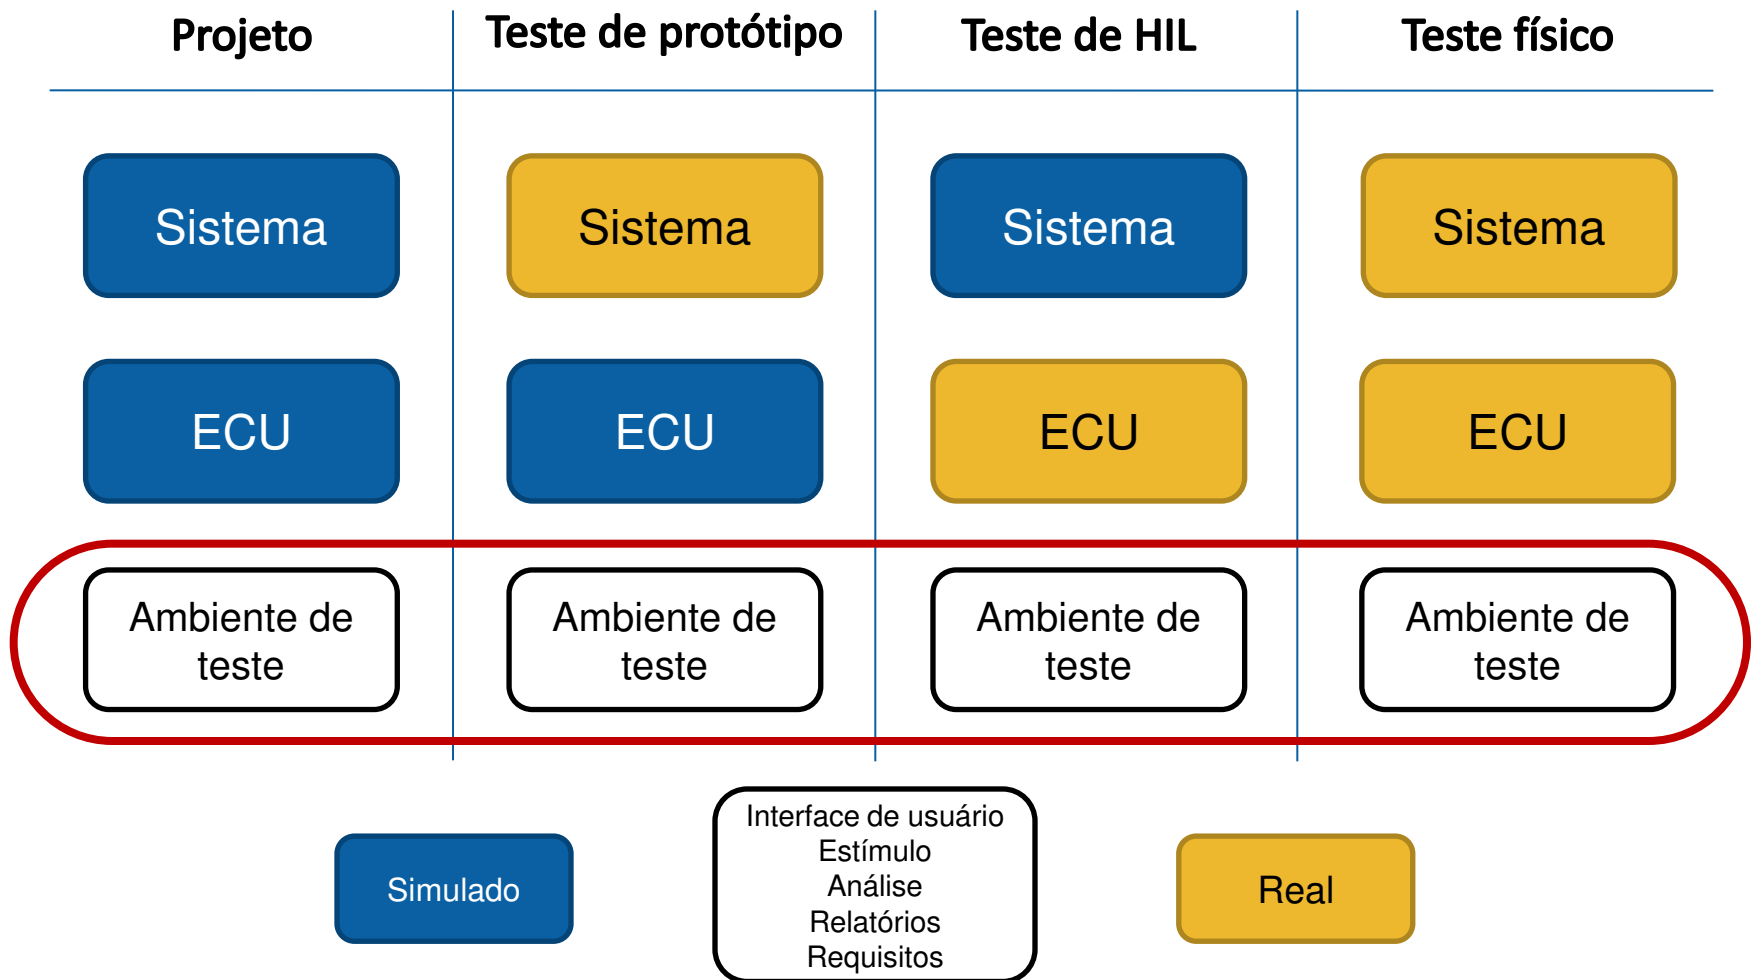 Projeto
Teste de protótipo
Teste de HIL
Teste físico
Sistema
Sistema
Sistema
Sistema
ECU
ECU
ECU
ECU
Ambiente de
teste
Ambiente de
teste
Ambiente de
teste
Ambiente de
teste
Simulado
Interface de usuário
Estímulo
Análise
Relatórios
Requisitos
Real